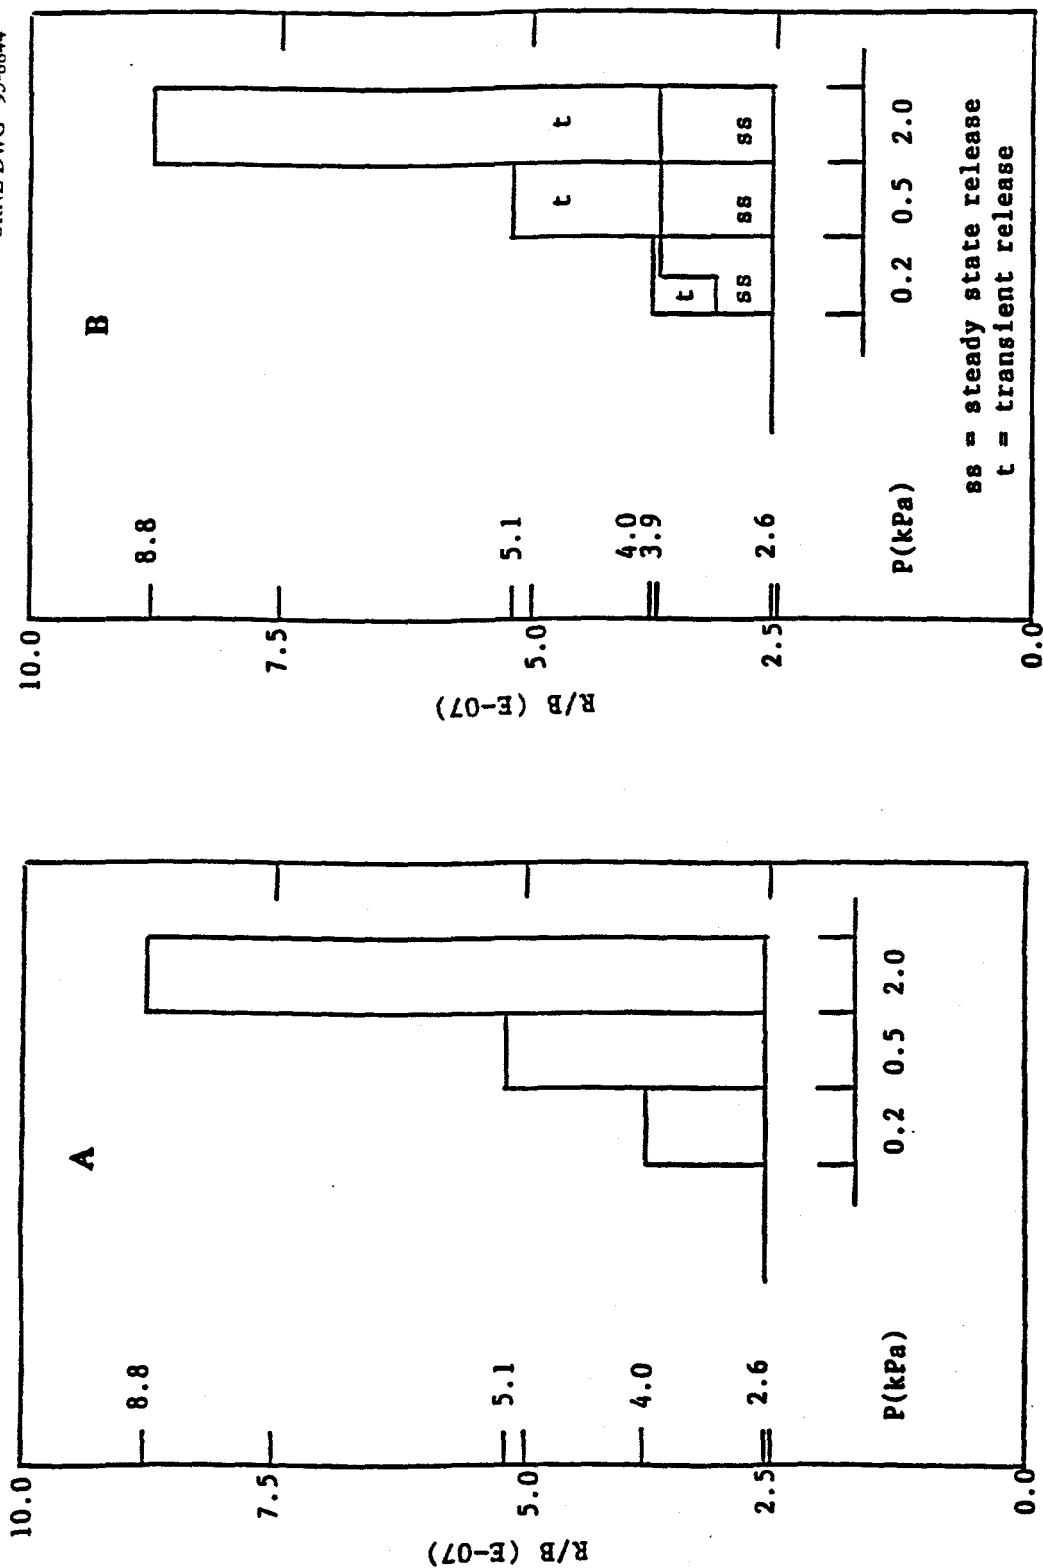 A
R/B (E-07)
10.0
7.5
5.0
2.5
0.0
8.8
5.1
4.0
2.6
P(kPa)
0.2 0.5 2.0
B
R/B (E-07)
10.0
7.5
5.0
2.5
0.0
8.8
5.1
4.0
3.9
2.6
t
t
t
ss
ss
ss
P(kPa)
0.2 0.5 2.0
ss = steady state release
t = transient release